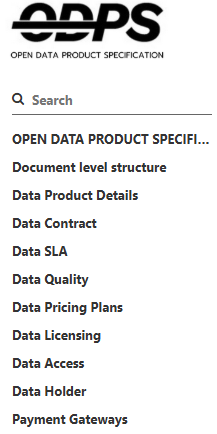 ODPS
OPEN DATA PRODUCT SPECIFICATION
Search
OPEN DATA PRODUCT SPECIFI...
Document level structure
Data Product Details
Data Contract
Data SLA
Data Quality
Data Pricing Plans
Data Licensing
Data Access
Data Holder
Payment Gateways